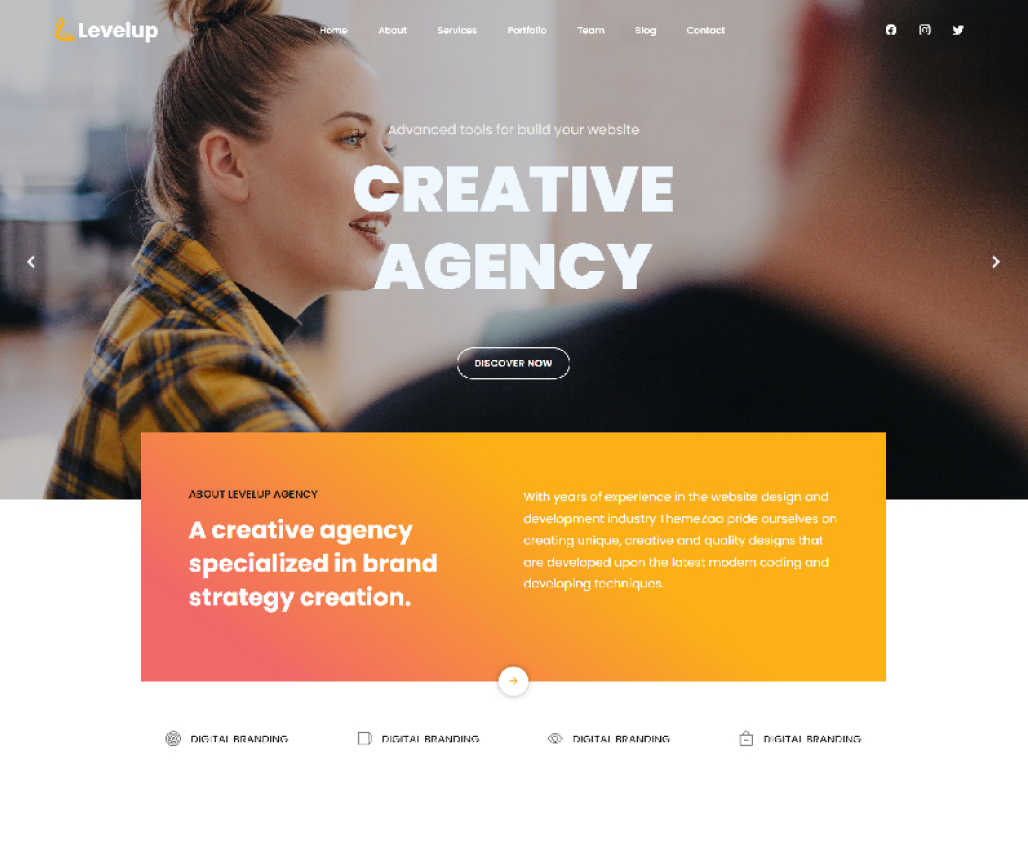 Levelup
Home About Services Portfolio Team Blog Contact
Advanced tools for build your website
CREATIVE
AGENCY
DISCOVER NOW
ABOUT LEVELUP AGENCY
A creative agency
specialized in brand
strategy creation.
With years of experience in the website design and
development industry ThemeZaa pride ourselves on
creating unique, creative and quality designs that
are developed upon the latest modern coding and
developing techniques.
DIGITAL BRANDING DIGITAL BRANDING DIGITAL BRANDING DIGITAL BRANDING